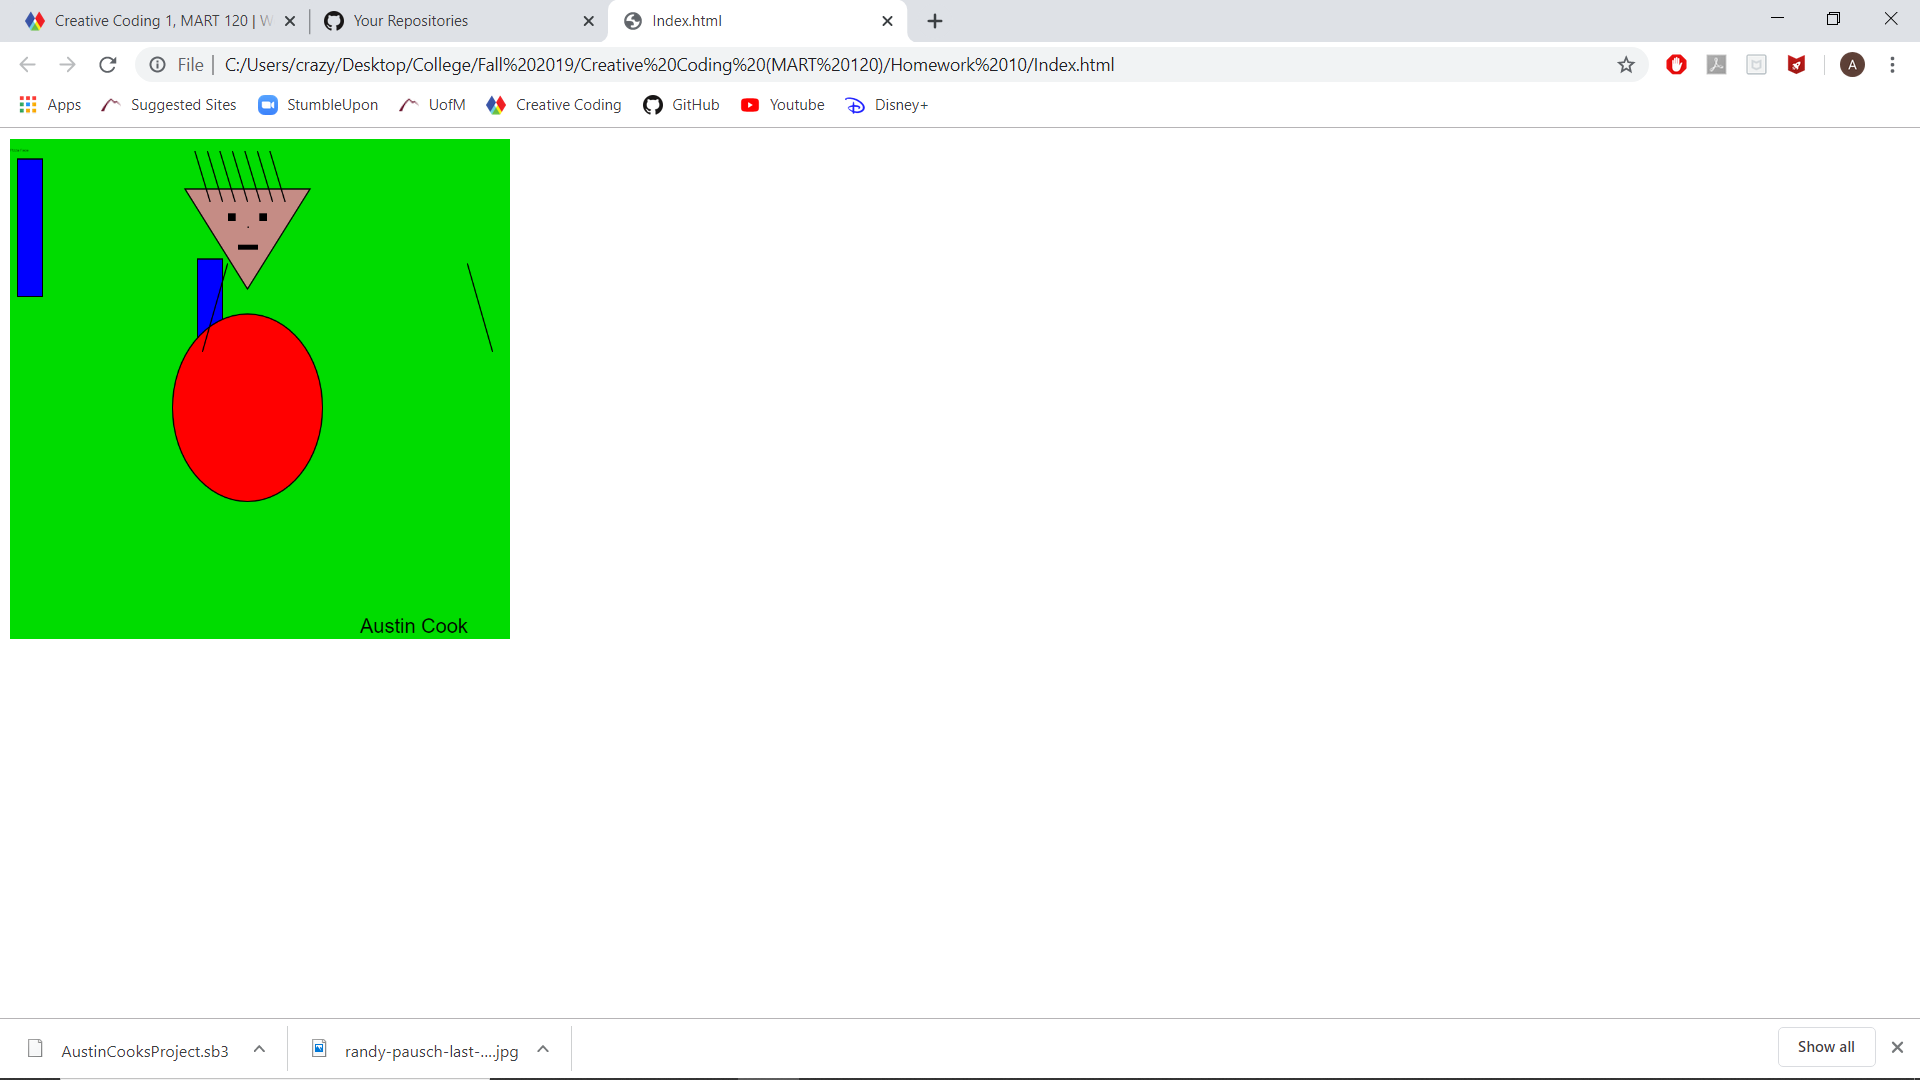 Creative Coding 1, MART 120 | W
Your Repositories
Index.html
File | C:/Users/crazy/Desktop/College/Fall%202019/Creative%20Coding%20(MART%20120)/Homework%2010/Index.html
A
Apps
Suggested Sites
StumbleUpon
UofM
Creative Coding
GitHub
Youtube
Disney+
Austin Cook
AustinCooksProject.sb3
randy-pausch-last-....jpg
Show all